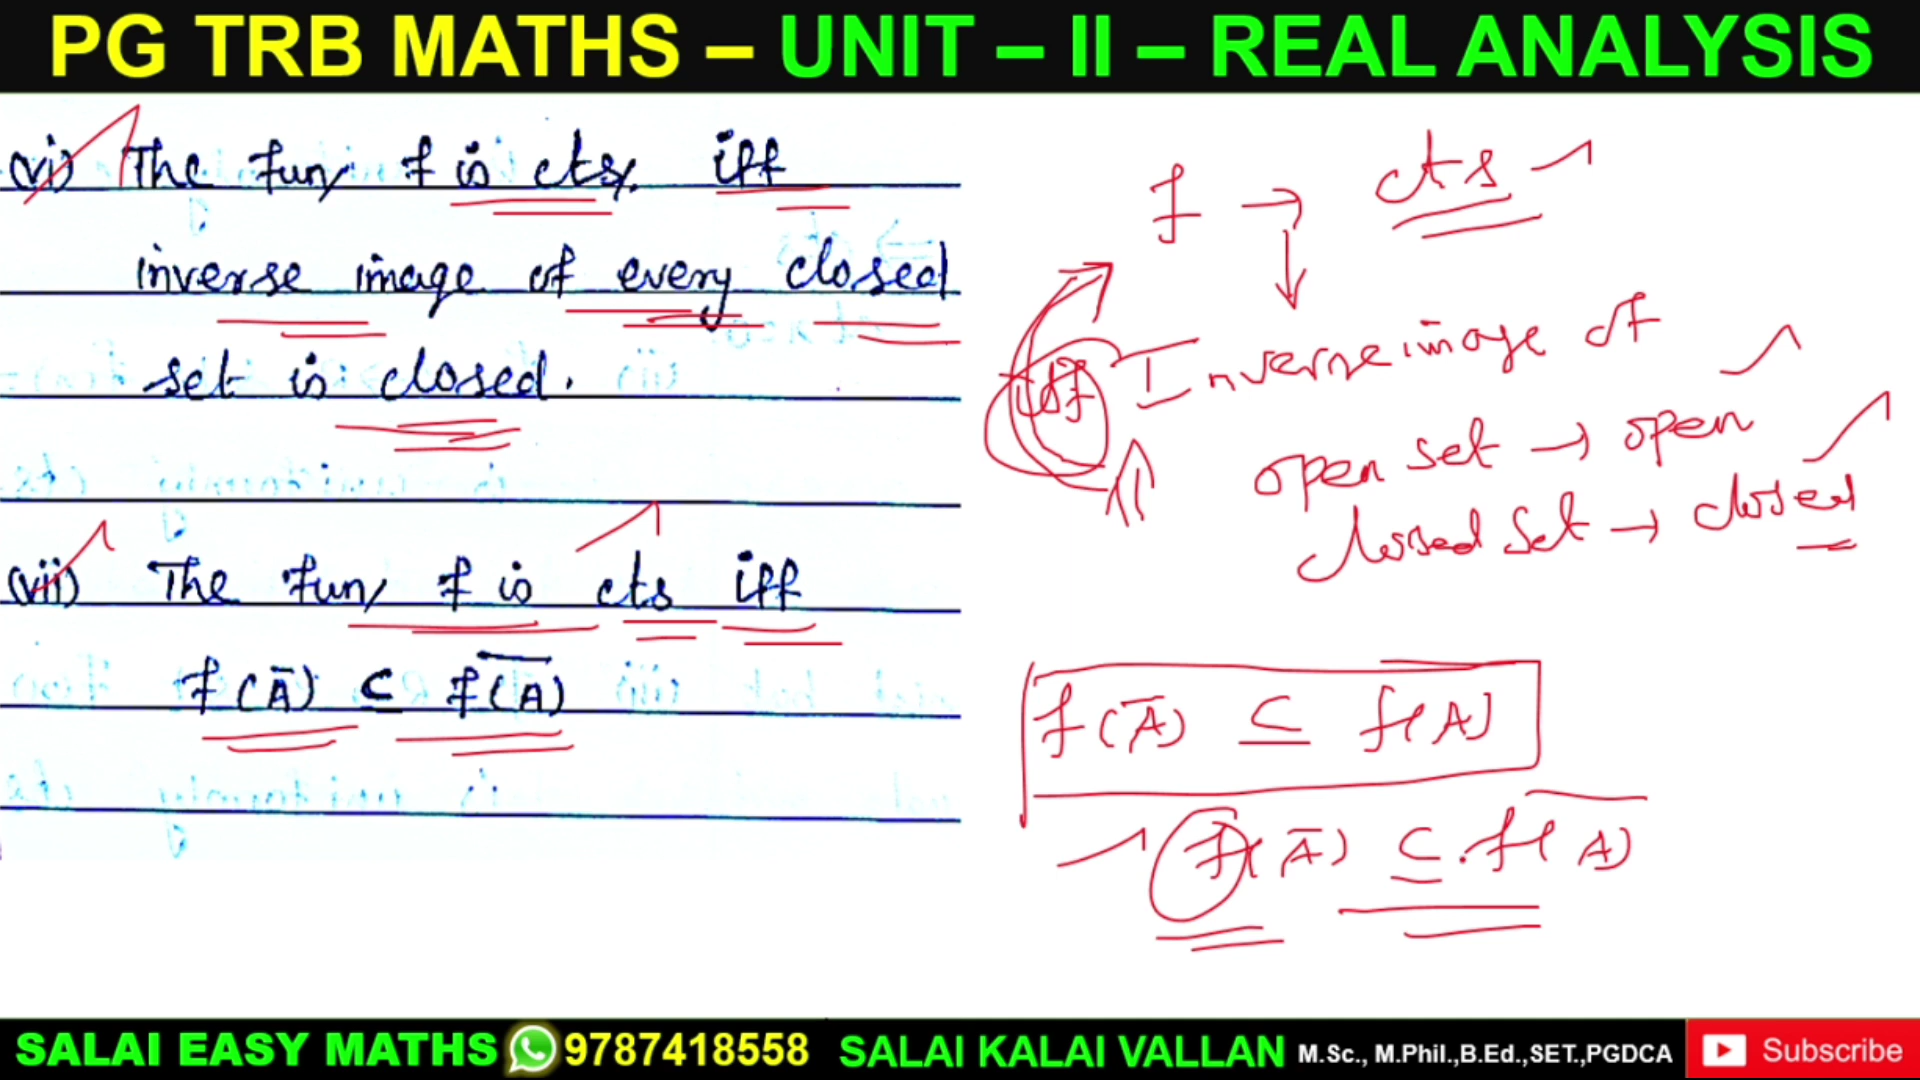 PG TRB MATHS – UNIT – II – REAL ANALYSIS
(vi) The fun/ f is cts/. iff
inverse image of every closed
set is closed.
(vii) The fun/ f is cts iff
f(Ā) ⊆ \overline{f(A)}
f → cts
iff Inverse image of
open set → open
closed set → closed
f(Ā) ⊆ f(A)
f(Ā) ⊆ \overline{f(A)}
SALAI EASY MATHS 9787418558 SALAI KALAI VALLAN M.Sc., M.Phil.,B.Ed.,SET.,PGDCA Subscribe